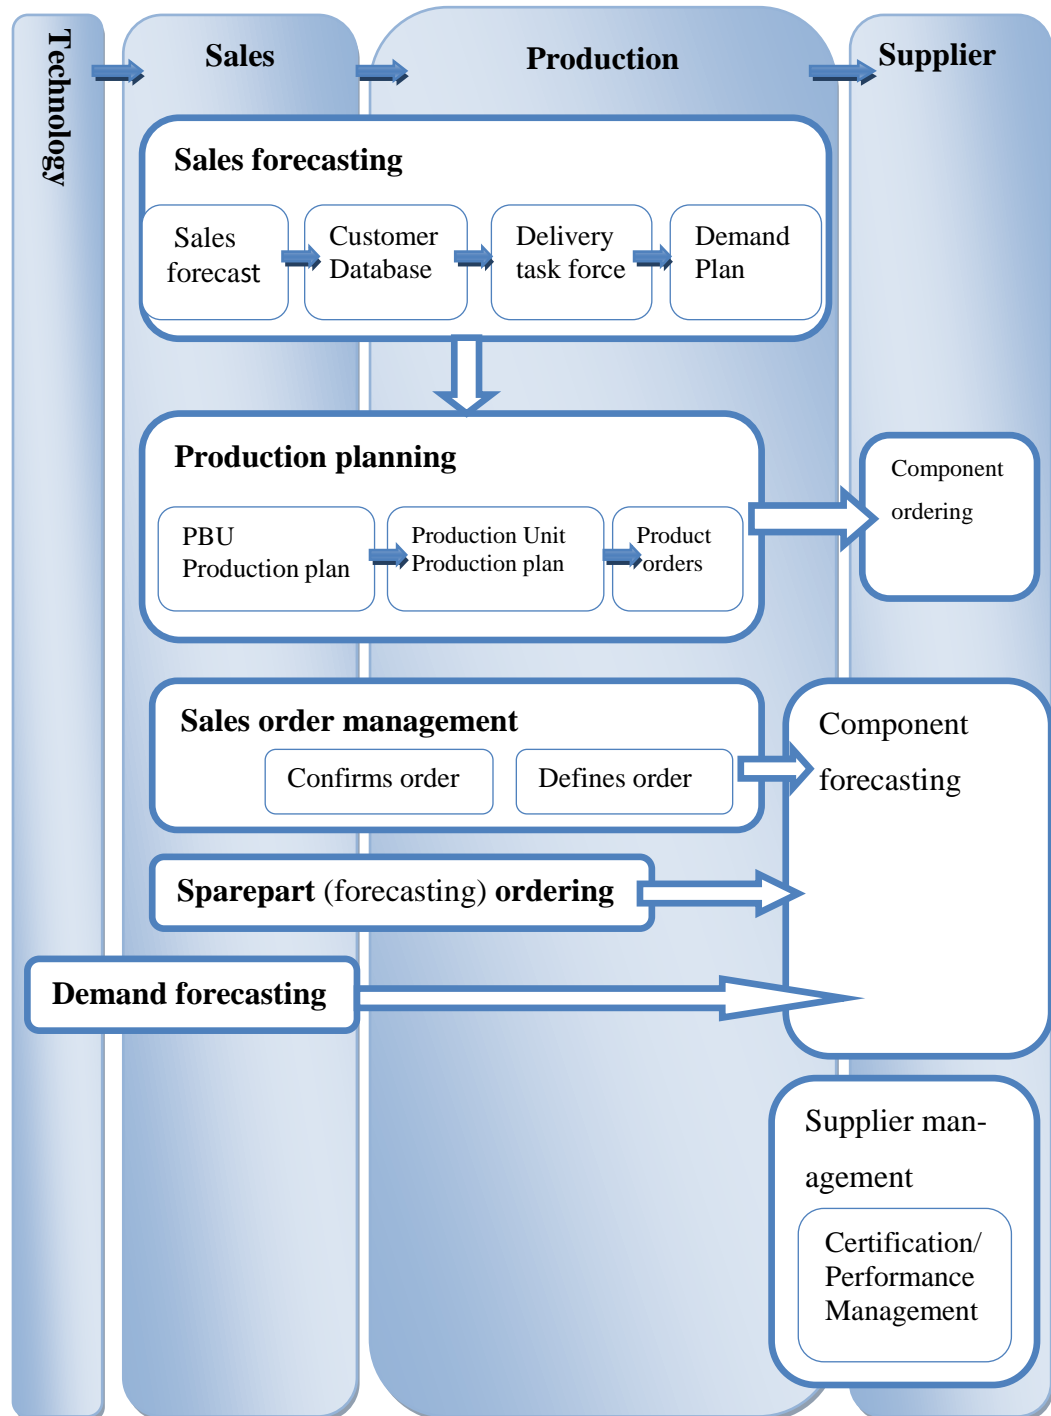 Technology
Sales
Production
Supplier
Sales forecasting
Sales
forecast
Customer
Database
Delivery
task force
Demand
Plan
Production planning
PBU
Production plan
Production Unit
Production plan
Product
orders
Component
ordering
Sales order management
Confirms order
Defines order
Component
forecasting
Sparepart (forecasting) ordering
Demand forecasting
Supplier man-
agement
Certification/
Performance
Management